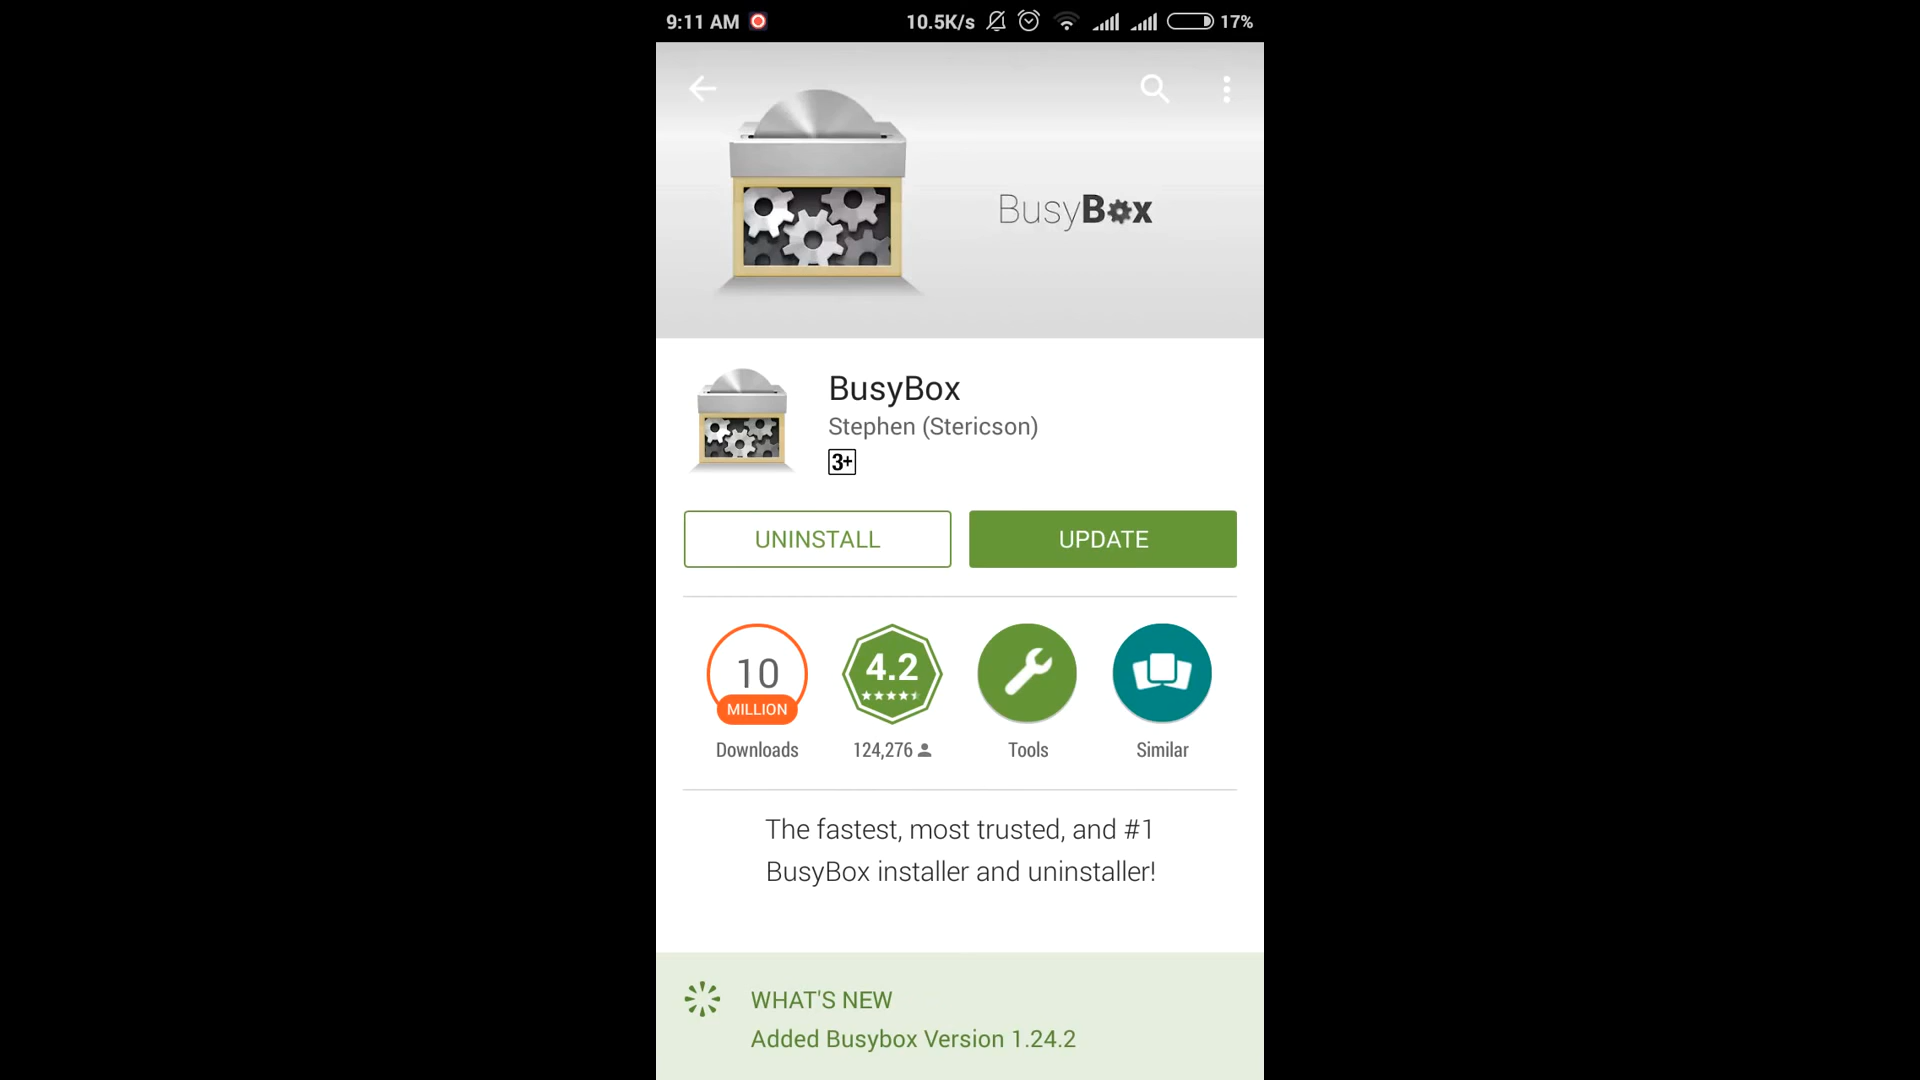 9:11 AM 10.5K/s 17%
BusyBox
BusyBox
Stephen (Stericson)
3+
UNINSTALL UPDATE
10 MILLION 4.2
Downloads 124,276 Tools Similar
The fastest, most trusted, and #1
BusyBox installer and uninstaller!
WHAT'S NEW
Added Busybox Version 1.24.2